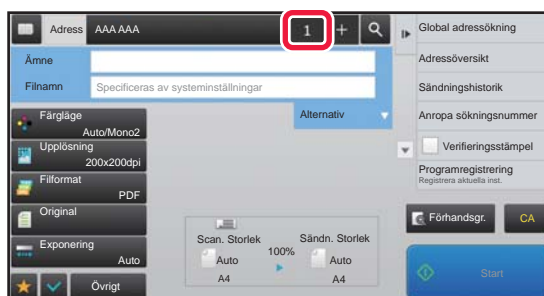 Adress AAA AAA 1 +
Ämne
Filnamn Specificeras av systeminställningar
Alternativ
Färgläge
Auto/Mono2
Upplösning
200x200dpi
Filformat
PDF
Original
Exponering
Auto
Övrigt
Scan. Storlek
Auto
A4
100%
Sändn. Storlek
Auto
A4
Global adressökning
Adressöversikt
Sändningshistorik
Anropa sökningsnummer
Verifieringsstämpel
Programregistrering
Registrera aktuella inst.
Förhandsgr.
CA
Start